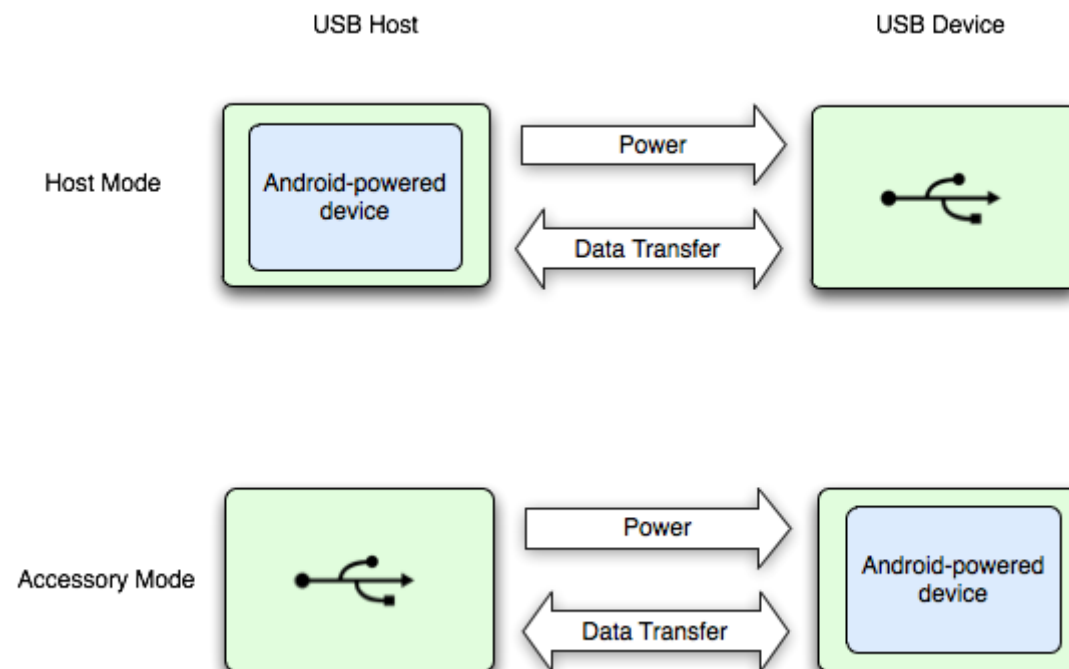 USB Host
USB Device
Host Mode
Android-powered
device
Power
Data Transfer
Accessory Mode
Power
Data Transfer
Android-powered
device